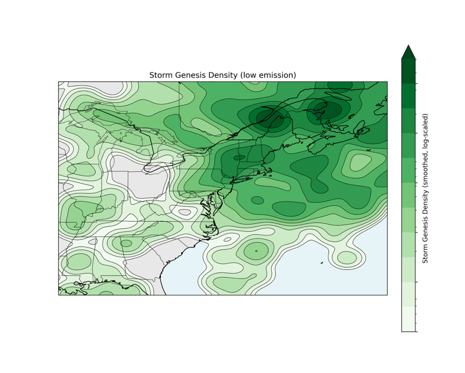 Storm Genesis Density (low emission)
Storm Genesis Density (smoothed, log-scaled)